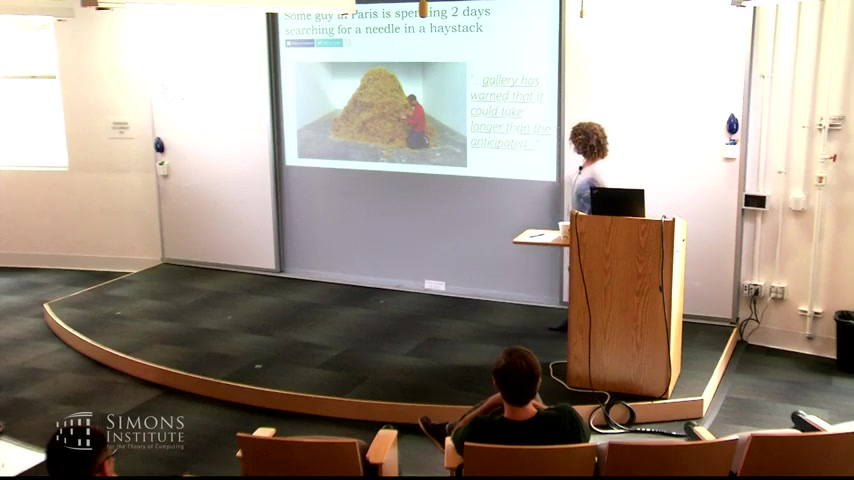 Some guy in Paris is spending 2 days
searching for a needle in a haystack
"...gallery has
warned that it
could take
longer than the
anticipated..."
SIMONS
INSTITUTE
for the Theory of Computing